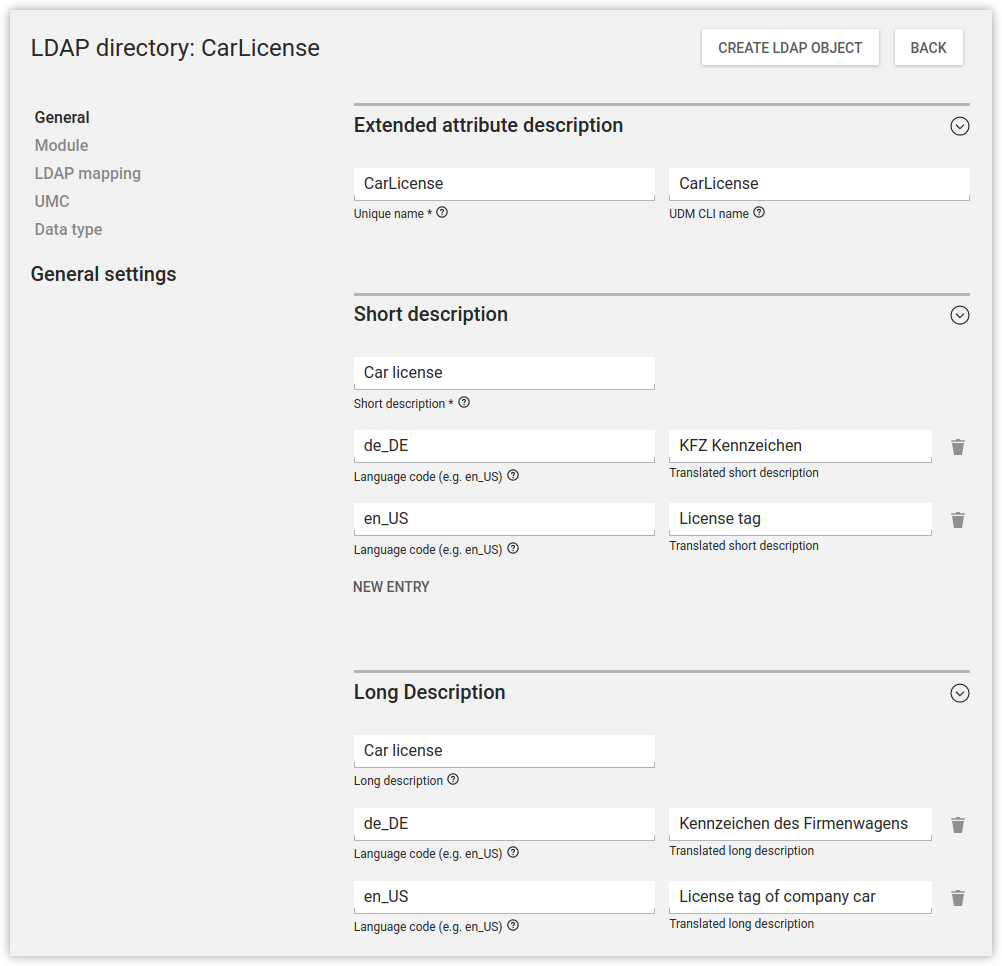 LDAP directory: CarLicense
CREATE LDAP OBJECT
BACK
General
Module
LDAP mapping
UMC
Data type
General settings
Extended attribute description
CarLicense
CarLicense
Unique name *
UDM CLI name
Short description
Car license
Short description *
de_DE
KFZ Kennzeichen
Language code (e.g. en_US)
Translated short description
en_US
License tag
Language code (e.g. en_US)
Translated short description
NEW ENTRY
Long Description
Car license
Long description
de_DE
Kennzeichen des Firmenwagens
Language code (e.g. en_US)
Translated long description
en_US
License tag of company car
Language code (e.g. en_US)
Translated long description